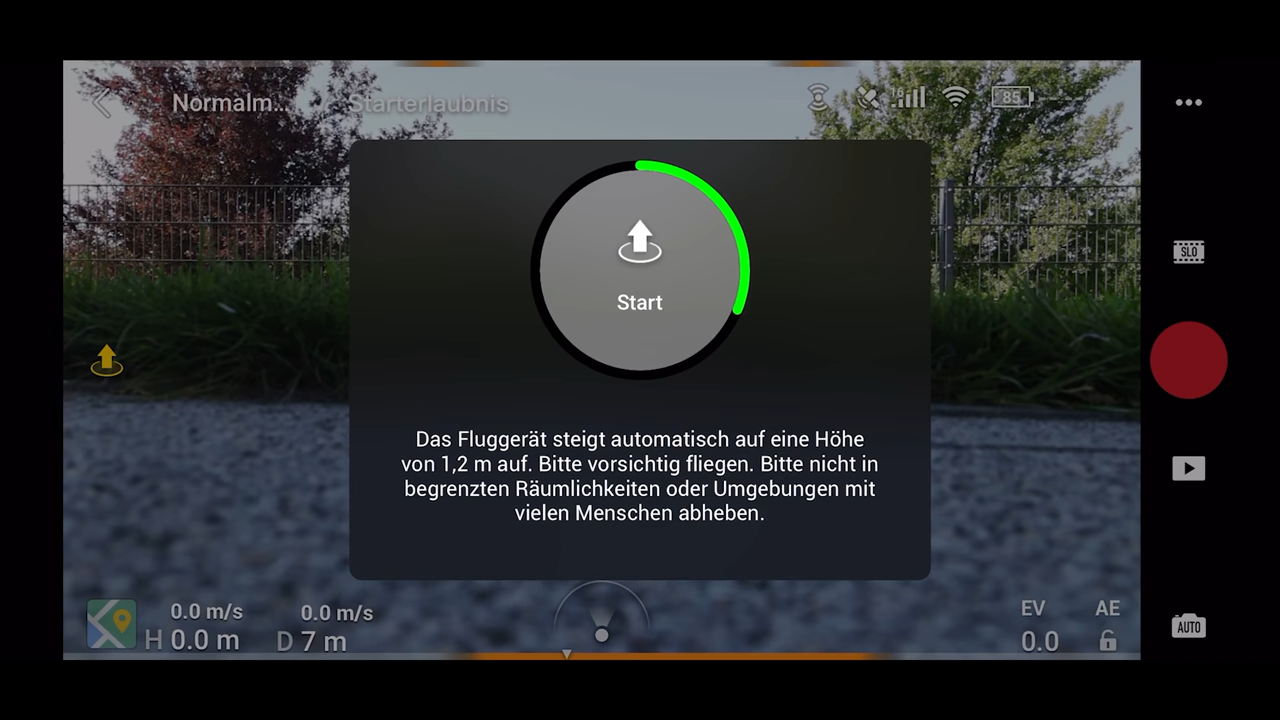 Normalm...
Starterlaubnis
16
85
SLO
Start
Das Fluggerät steigt automatisch auf eine Höhe
von 1,2 m auf. Bitte vorsichtig fliegen. Bitte nicht in
begrenzten Räumlichkeiten oder Umgebungen mit
vielen Menschen abheben.
0.0 m/s
0.0 m/s
H 0.0 m
D 7 m
EV
AE
0.0
AUTO